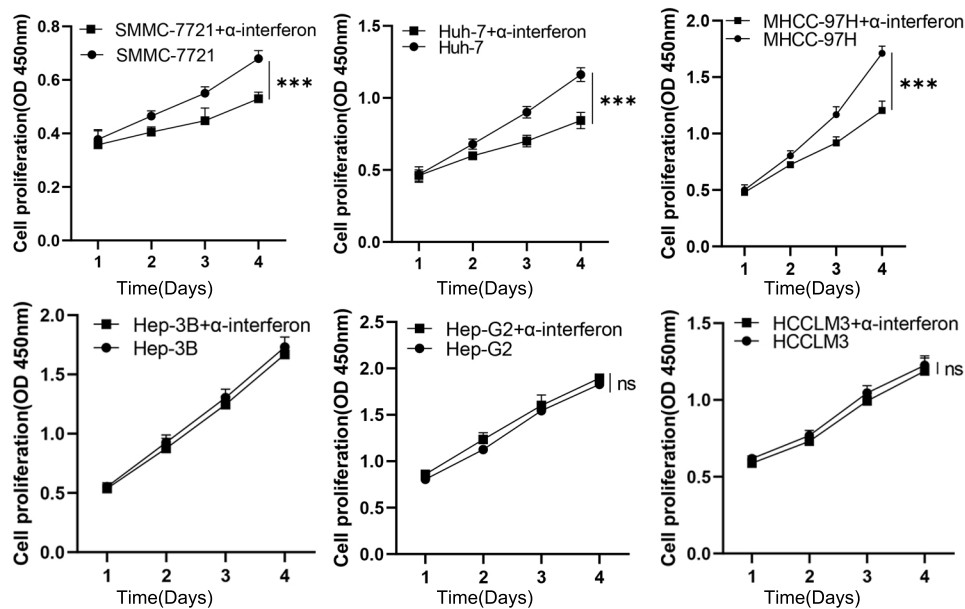 SMMC-7721+α-interferon
SMMC-7721
Cell proliferation(OD 450nm)
0.8
0.6
0.4
0.2
0.0
***
1 2 3 4
Time(Days)
Huh-7+α-interferon
Huh-7
Cell proliferation(OD 450nm)
1.5
1.0
0.5
0.0
***
1 2 3 4
Time(Days)
MHCC-97H+α-interferon
MHCC-97H
Cell proliferation(OD 450nm)
2.0
1.5
1.0
0.5
0.0
***
1 2 3 4
Time(Days)
Hep-3B+α-interferon
Hep-3B
Cell proliferation(OD 450nm)
2.0
1.5
1.0
0.5
0.0
1 2 3 4
Time(Days)
Hep-G2+α-interferon
Hep-G2
Cell proliferation(OD 450nm)
2.5
2.0
1.5
1.0
0.5
0.0
ns
1 2 3 4
Time(Days)
HCCLM3+α-interferon
HCCLM3
Cell proliferation(OD 450nm)
1.5
1.0
0.5
0.0
ns
1 2 3 4
Time(Days)